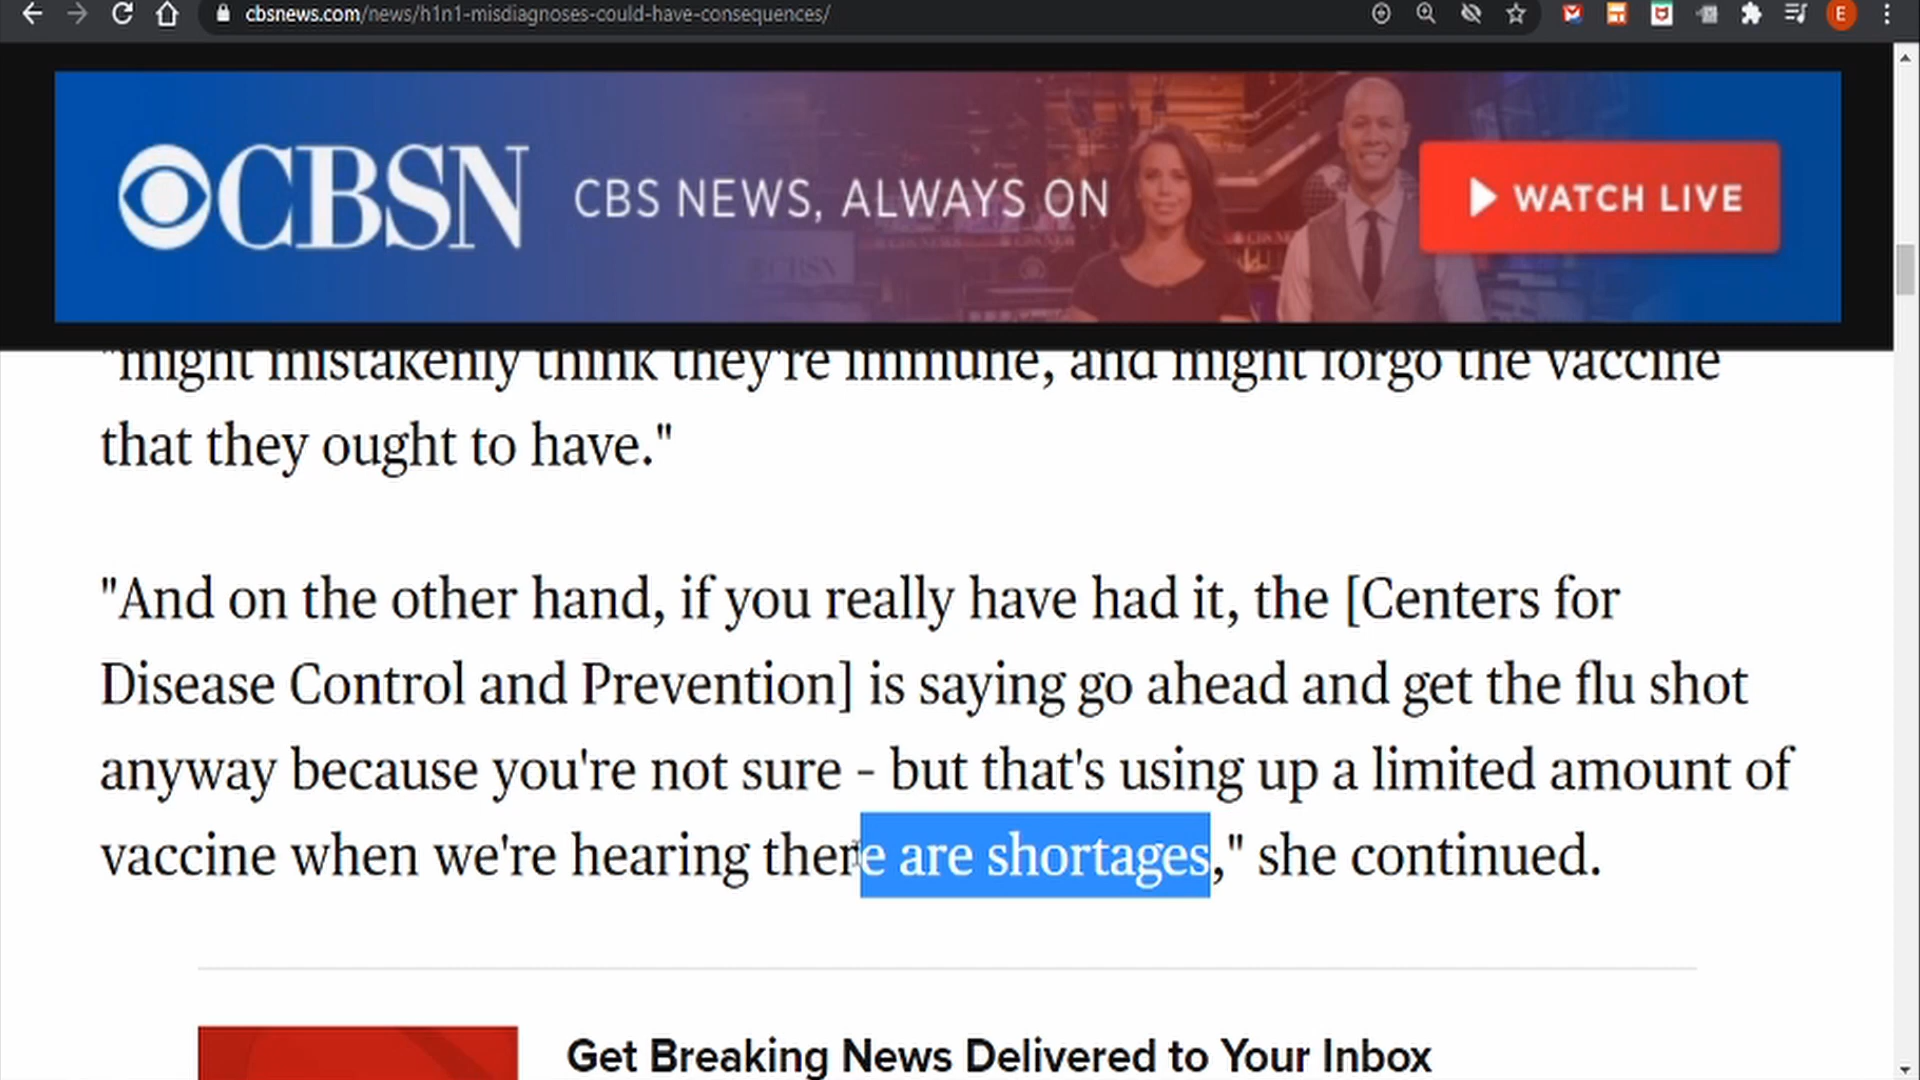 cbsnews.com/news/h1n1-misdiagnoses-could-have-consequences/
E
CBSN CBS NEWS, ALWAYS ON
WATCH LIVE
"might mistakenly think they're immune, and might forgo the vaccine
that they ought to have."
"And on the other hand, if you really have had it, the [Centers for
Disease Control and Prevention] is saying go ahead and get the flu shot
anyway because you're not sure - but that's using up a limited amount of
vaccine when we're hearing there are shortages," she continued.
Get Breaking News Delivered to Your Inbox